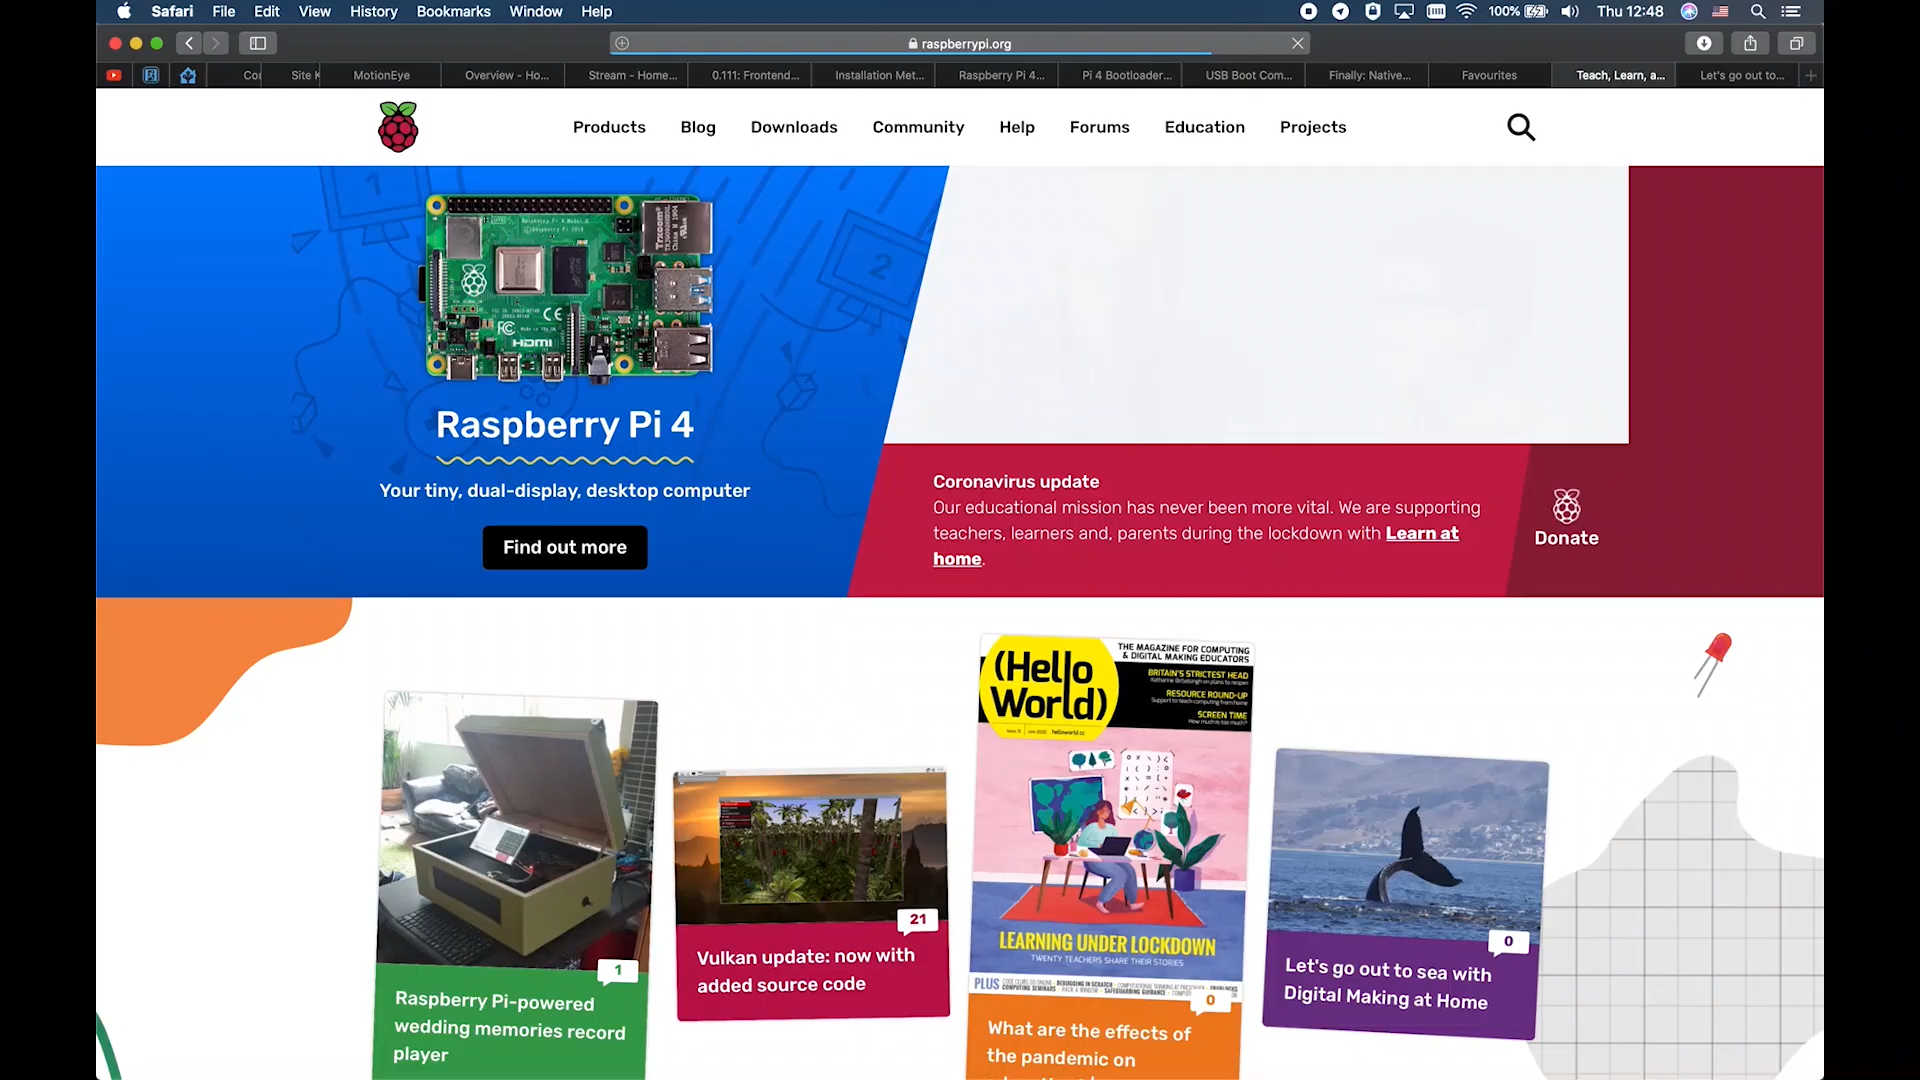 Safari File Edit View History Bookmarks Window Help 100% Thu 12:48
raspberrypi.org
MotionEye Overview - Ho... Stream - Home... 0.111: Frontend... Installation Met... Raspberry Pi 4... Pi 4 Bootloader... USB Boot Com... Finally: Native... Favourites Teach, Learn, a... Let's go out to...
Products Blog Downloads Community Help Forums Education Projects
1
2
HDMI
Raspberry Pi 4
Your tiny, dual-display, desktop computer
Find out more
Coronavirus update
Our educational mission has never been more vital. We are supporting
teachers, learners and, parents during the lockdown with Learn at
home.
Donate
(Hello
World)
THE MAGAZINE FOR COMPUTING
& DIGITAL MAKING EDUCATORS
BRITAIN'S STRICTEST HEAD
RESOURCE ROUND-UP
SCREEN TIME
LEARNING UNDER LOCKDOWN
TWENTY TEACHERS SHARE THEIR STORIES
PLUS
1
Raspberry Pi-powered
wedding memories record
player
21
Vulkan update: now with
added source code
0
What are the effects of
the pandemic on
0
Let's go out to sea with
Digital Making at Home